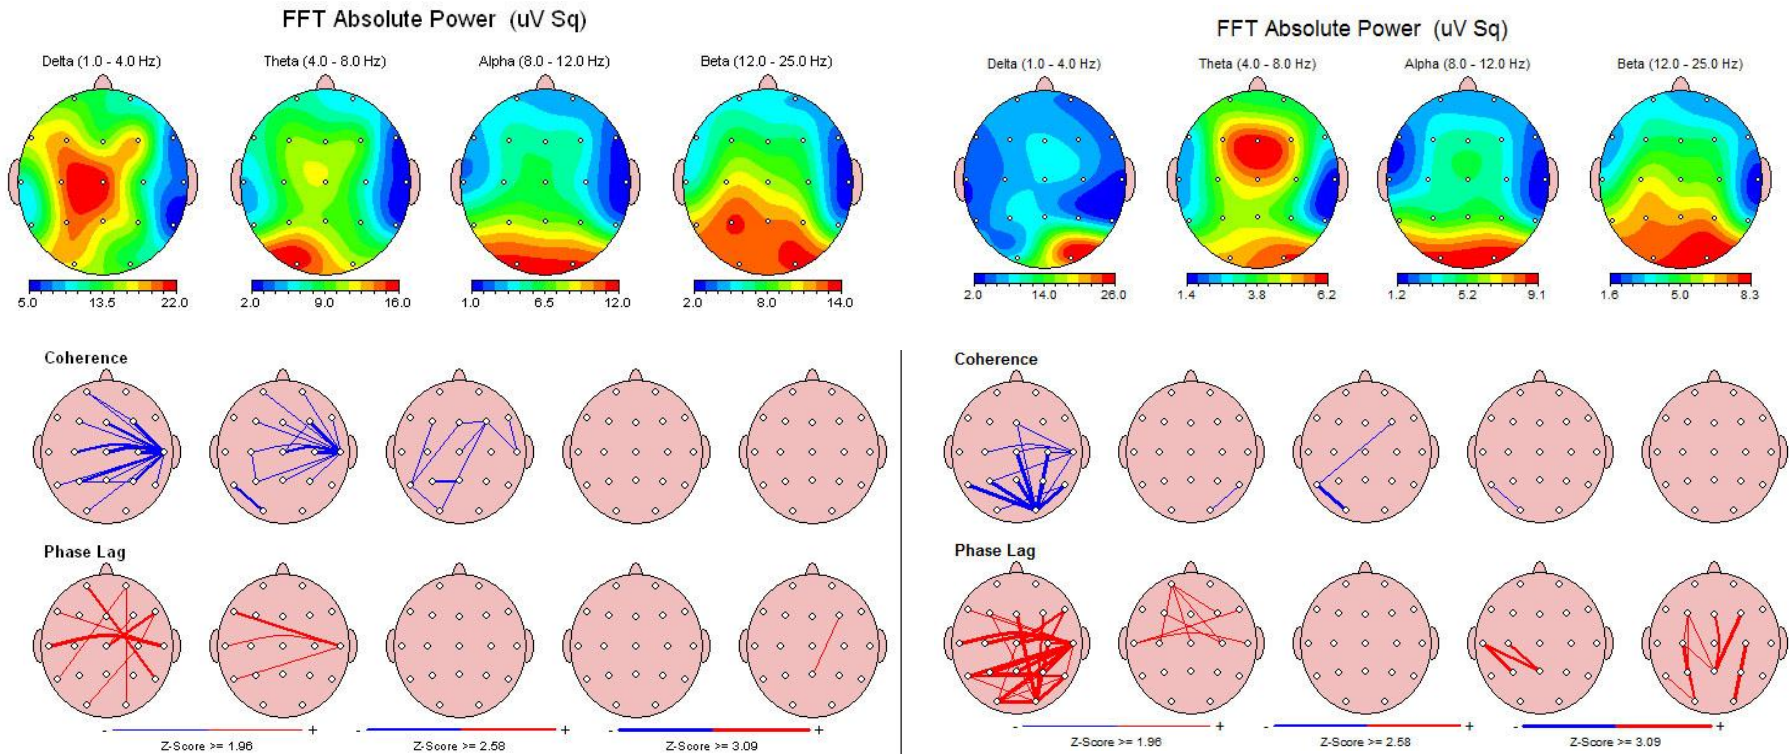 FFT Absolute Power (uV Sq)
Delta (1.0 - 4.0 Hz) Theta (4.0 - 8.0 Hz) Alpha (8.0 - 12.0 Hz) Beta (12.0 - 25.0 Hz)
5.0 13.5 22.0 2.0 9.0 16.0 1.0 6.5 12.0 2.0 8.0 14.0
FFT Absolute Power (uV Sq)
Delta (1.0 - 4.0 Hz) Theta (4.0 - 8.0 Hz) Alpha (8.0 - 12.0 Hz) Beta (12.0 - 25.0 Hz)
2.0 14.0 26.0 1.4 3.8 6.2 1.2 5.2 9.1 1.6 5.0 8.3
Coherence
Phase Lag
- + - + - +
Z-Score >= 1.96 Z-Score >= 2.58 Z-Score >= 3.09
Coherence
Phase Lag
- + - + - +
Z-Score >= 1.96 Z-Score >= 2.58 Z-Score >= 3.09